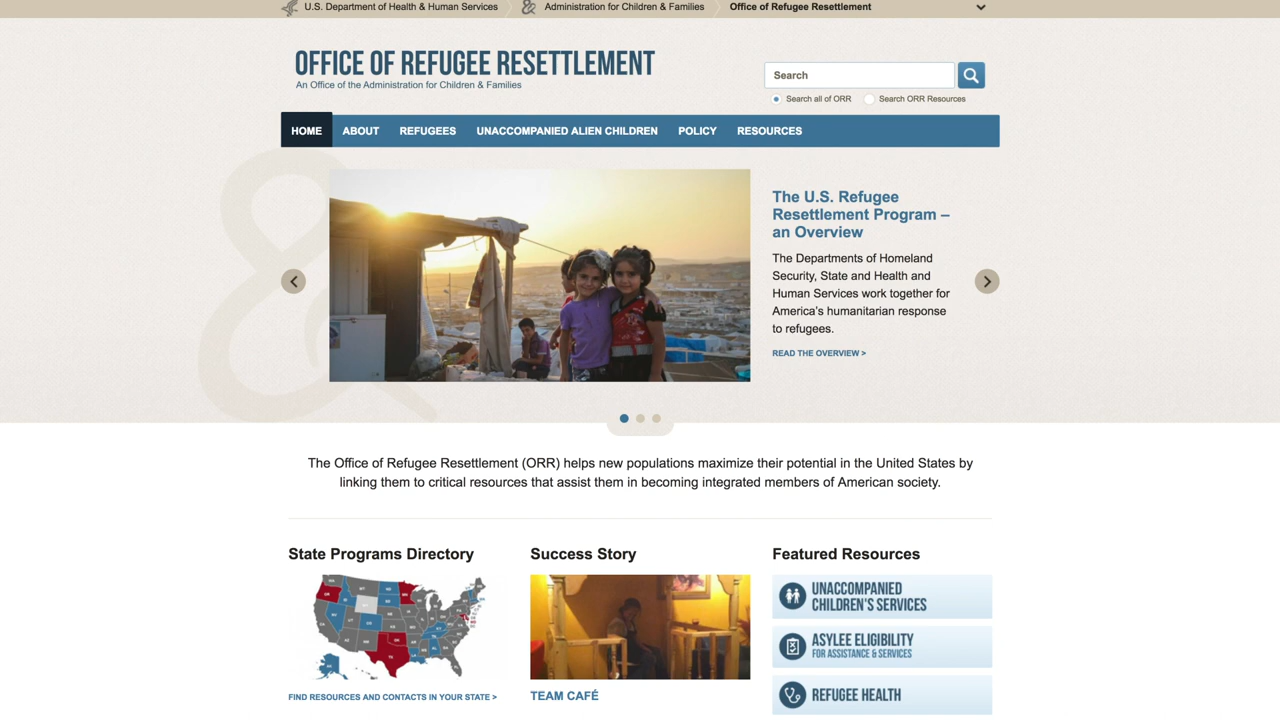 U.S. Department of Health & Human Services
Administration for Children & Families
Office of Refugee Resettlement
OFFICE OF REFUGEE RESETTLEMENT
An Office of the Administration for Children & Families
Search
Search all of ORR
Search ORR Resources
HOME
ABOUT
REFUGEES
UNACCOMPANIED ALIEN CHILDREN
POLICY
RESOURCES
The U.S. Refugee
Resettlement Program –
an Overview
The Departments of Homeland
Security, State and Health and
Human Services work together for
America's humanitarian response
to refugees.
READ THE OVERVIEW >
The Office of Refugee Resettlement (ORR) helps new populations maximize their potential in the United States by
linking them to critical resources that assist them in becoming integrated members of American society.
State Programs Directory
FIND RESOURCES AND CONTACTS IN YOUR STATE >
Success Story
TEAM CAFÉ
Featured Resources
UNACCOMPANIED
CHILDREN'S SERVICES
ASYLEE ELIGIBILITY
FOR ASSISTANCE & SERVICES
REFUGEE HEALTH